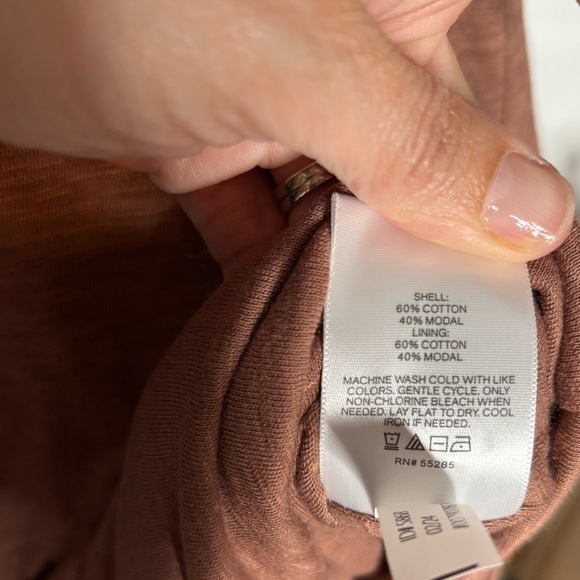 SHELL:
60% COTTON
40% MODAL
LINING:
60% COTTON
40% MODAL
MACHINE WASH COLD WITH LIKE
COLORS. GENTLE CYCLE. ONLY
NON-CHLORINE BLEACH WHEN
NEEDED. LAY FLAT TO DRY. COOL
IRON IF NEEDED.
RN# 55285
0224